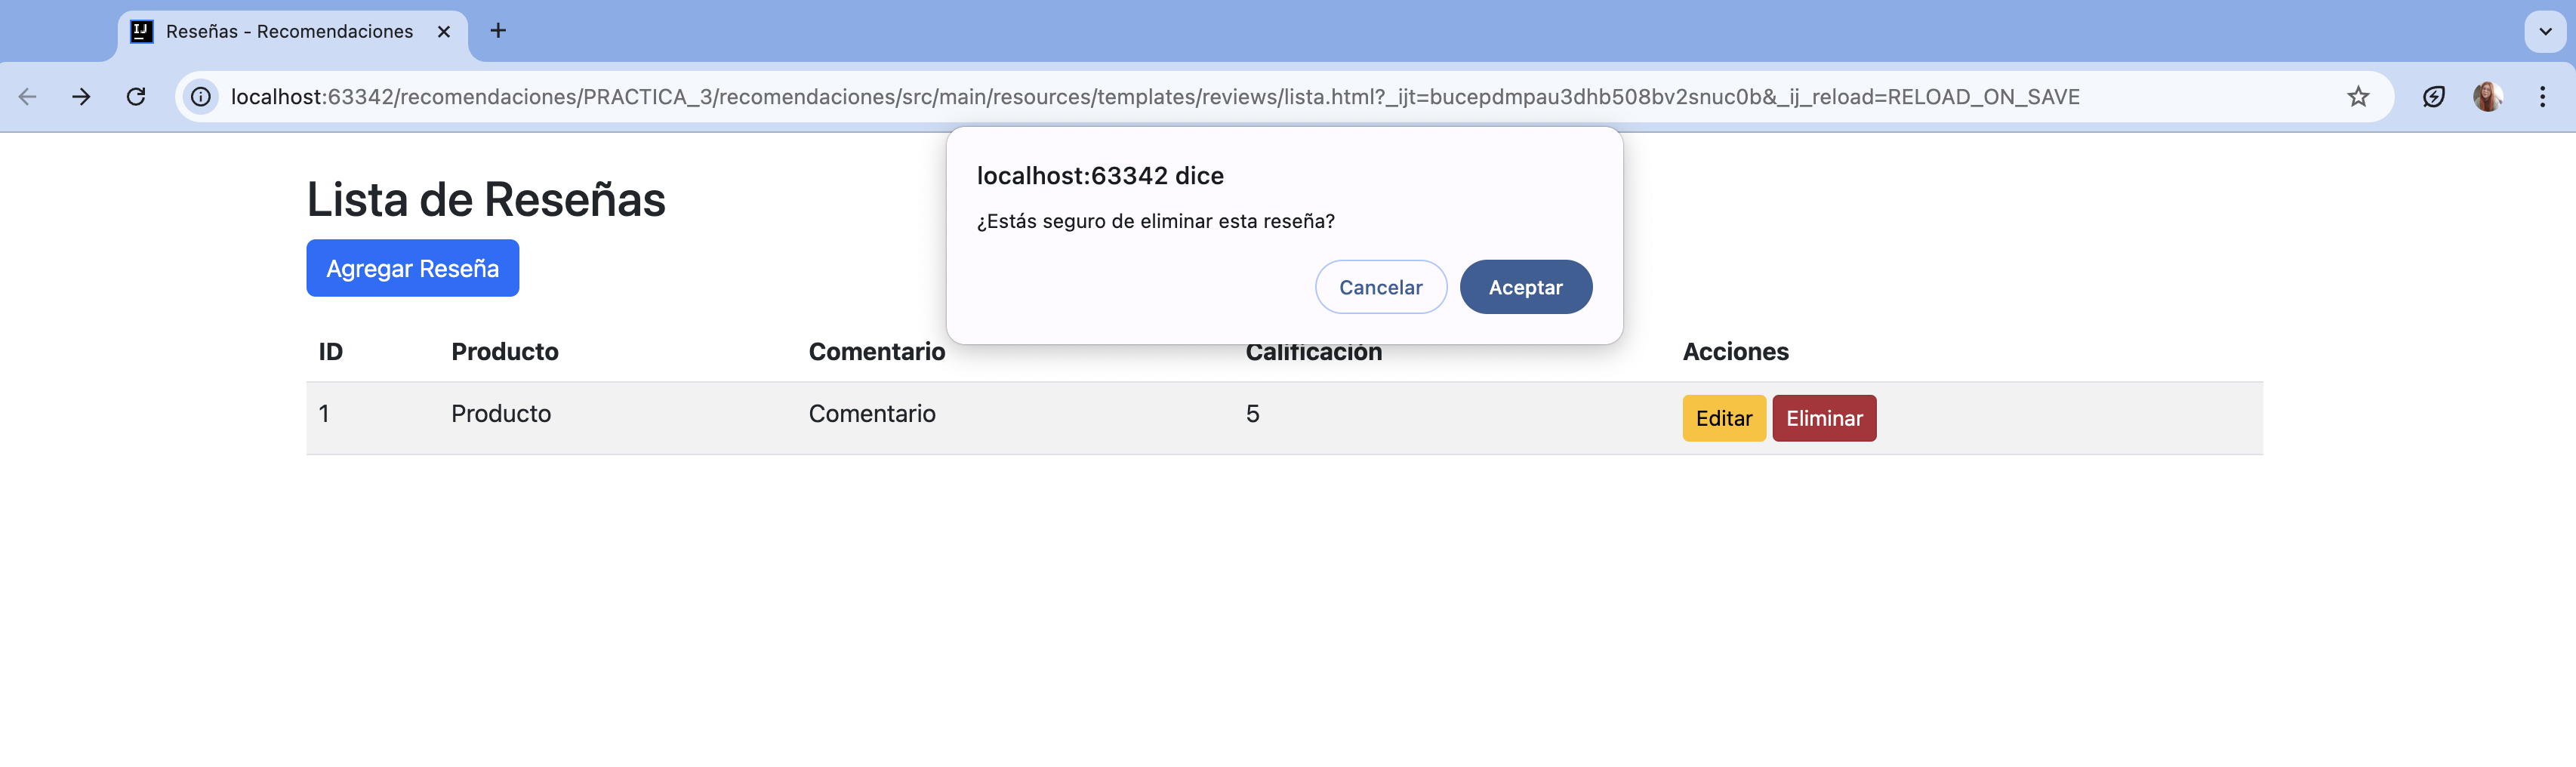 Reseñas - Recomendaciones
localhost:63342/recomendaciones/PRACTICA_3/recomendaciones/src/main/resources/templates/reviews/lista.html?_ijt=bucepdmpau3dhb508bv2snuc0b&_ij_reload=RELOAD_ON_SAVE
localhost:63342 dice
¿Estás seguro de eliminar esta reseña?
Cancelar Aceptar
Lista de Reseñas
Agregar Reseña
ID Producto Comentario Calificación Acciones
1 Producto Comentario 5 Editar Eliminar